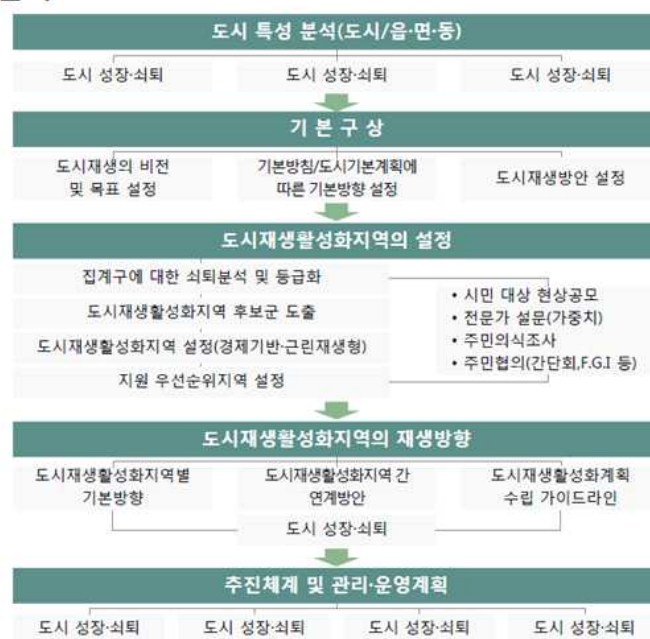 도시 특성 분석(도시/읍·면·동)
도시 성장·쇠퇴
도시 성장·쇠퇴
도시 성장·쇠퇴
기 본 구 상
도시재생의 비전
및 목표 설정
기본방침/도시기본계획에
따른 기본방향 설정
도시재생방안 설정
도시재생활성화지역의 설정
집계구에 대한 쇠퇴분석 및 등급화
도시재생활성화지역 후보군 도출
도시재생활성화지역 설정(경제기반·근린재생형)
지원 우선순위지역 설정
• 시민 대상 현상공모
• 전문가 설문(가중치)
• 주민의식조사
• 주민협의(간단회,F.G.I 등)
도시재생활성화지역의 재생방향
도시재생활성화지역별
기본방향
도시재생활성화지역 간
연계방안
도시재생활성화계획
수립 가이드라인
도시 성장·쇠퇴
추진체계 및 관리·운영계획
도시 성장·쇠퇴
도시 성장·쇠퇴
도시 성장·쇠퇴
도시 성장·쇠퇴